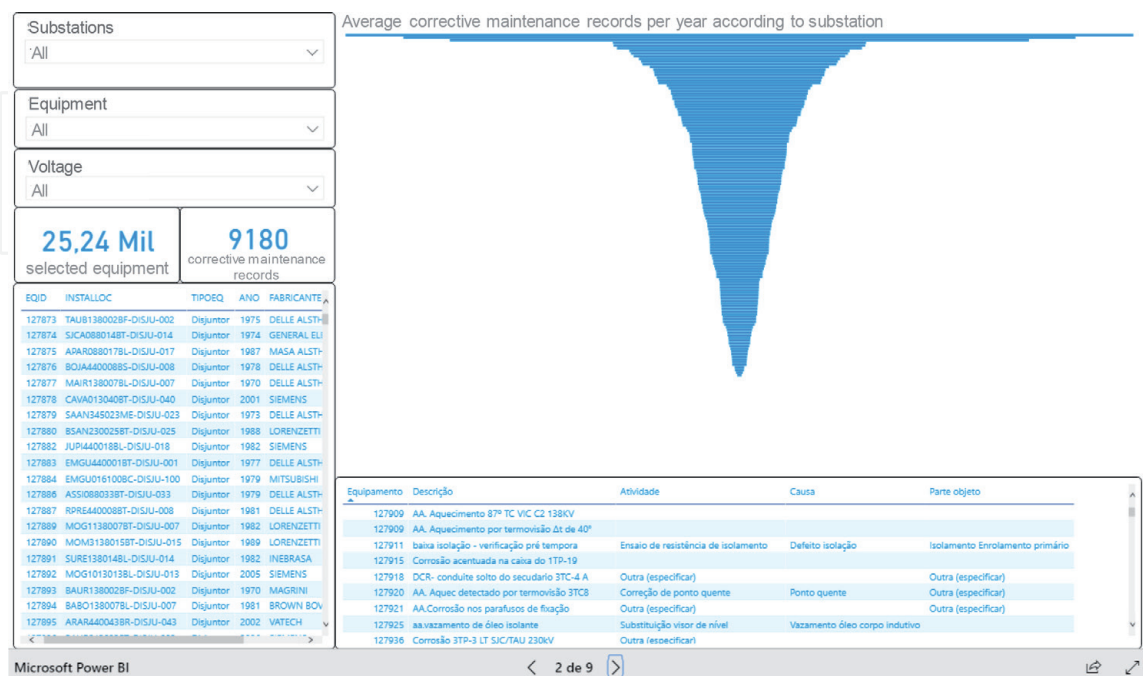 Substations
All
Equipment
All
Voltage
All
25,24 Mil
selected equipment
9180
corrective maintenance
records
Average corrective maintenance records per year according to substation
EQID INSTALLOC TIPOEQ ANO FABRICANTE
127873 TAUB138002BF-DISJU-002 Disjuntor 1975 DELLE ALSTH
127874 SJCA088014BT-DISJU-014 Disjuntor 1974 GENERAL EL
127875 APAR088017BL-DISJU-017 Disjuntor 1987 MASA ALSTH
127876 BOJA440008BS-DISJU-008 Disjuntor 1978 DELLE ALSTH
127877 MAIR138007BL-DISJU-007 Disjuntor 1970 DELLE ALSTH
127878 CAVA013040BT-DISJU-040 Disjuntor 2001 SIEMENS
127879 SAAN345023ME-DISJU-023 Disjuntor 1973 DELLE ALSTH
127880 BSAN230025BT-DISJU-025 Disjuntor 1988 LORENZETTI
127882 JUPI440018BL-DISJU-018 Disjuntor 1982 SIEMENS
127883 EMGU440001BT-DISJU-001 Disjuntor 1977 DELLE ALSTH
127884 EMGU016100BC-DISJU-100 Disjuntor 1979 MITSUBISHI
127886 ASSI088033BT-DISJU-033 Disjuntor 1979 DELLE ALSTH
127887 RPRE440008BT-DISJU-008 Disjuntor 1981 DELLE ALSTH
127889 MOG1138007BT-DISJU-007 Disjuntor 1982 LORENZETTI
127890 MOM3138015BT-DISJU-015 Disjuntor 1989 LORENZETTI
127891 SURE138014BL-DISJU-014 Disjuntor 1982 INEBRASA
127892 MOG1013013BL-DISJU-013 Disjuntor 2005 SIEMENS
127893 BAUR138002BF-DISJU-002 Disjuntor 1970 MAGRINI
127894 BABO138007BL-DISJU-007 Disjuntor 1981 BROWN BOV
127895 ARAR440043BR-DISJU-043 Disjuntor 2002 VATECH
Equipamento Descrição Atividade Causa Parte objeto
127909 AA. Aquecimento 87º TC VIC C2 138KV
127909 AA. Aquecimento por termovisão Δt de 40º
127911 baixa isolação - verificação pré tempora Ensaio de resistência de isolamento Defeito isolação Isolamento Enrolamento primário
127915 Corrosão acentuada na caixa do 1TP-19
127918 DCR- conduite solto do secudario 3TC-4 A Outra (especificar) Outra (especificar)
127920 AA. Aquec detectado por termovisão 3TC8 Correção de ponto quente Ponto quente Outra (especificar)
127921 AA.Corrosão nos parafusos de fixação Outra (especificar) Outra (especificar)
127925 aa.vazamento de óleo isolante Substituição visor de nível Vazamento óleo corpo indutivo
127936 Corrosão 3TP-3 LT SJC/TAU 230kV Outra (especificar)
Microsoft Power BI
2 de 9